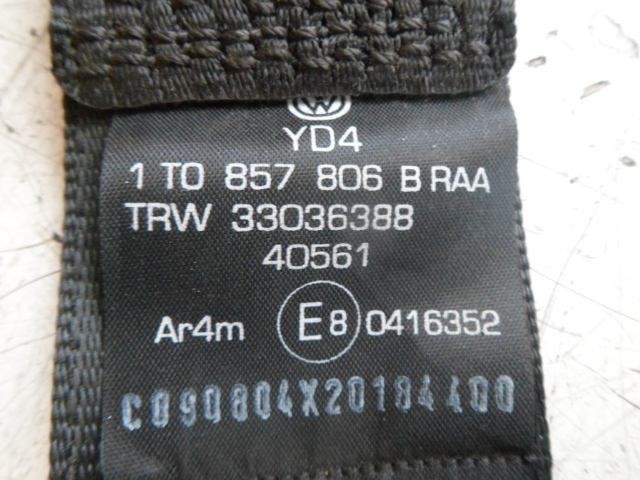 YD4
1 T0 857 806 B RAA
TRW 33036388
40561
Ar4m E8 0416352
C090804X20184400